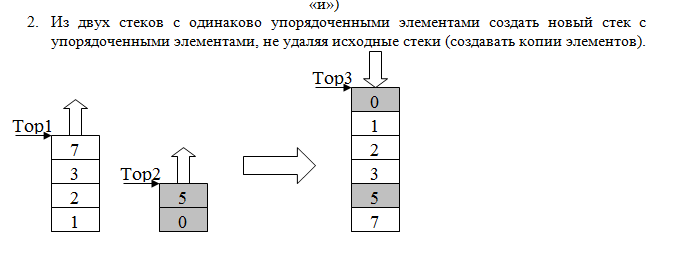 «и»)
2. Из двух стеков с одинаково упорядоченными элементами создать новый стек с
упорядоченными элементами, не удаляя исходные стеки (создавать копии элементов).
Top3
0
Top1
1
7
2
3
Top2
3
2
5
5
1
0
7